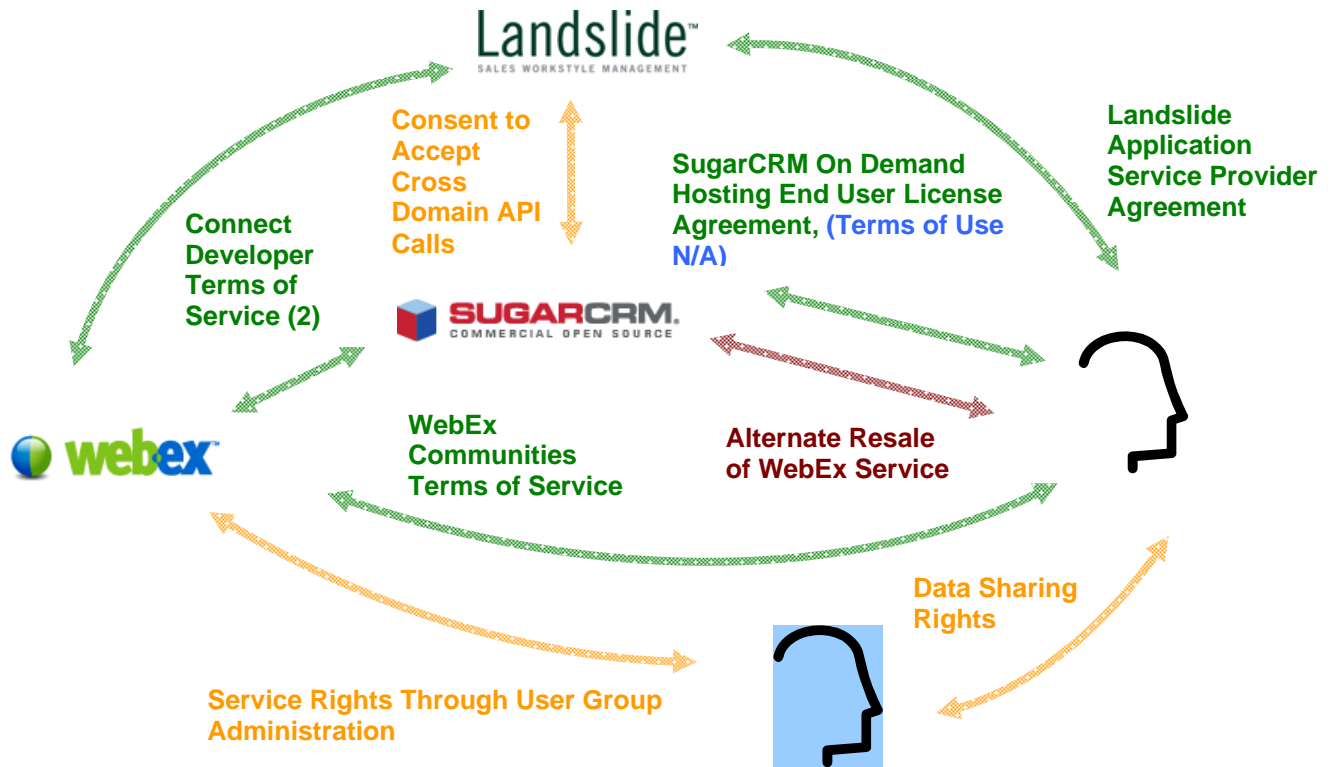 Landslide™
SALES WORKSTYLE MANAGEMENT
Consent to
Accept
Cross
Domain API
Calls
Landslide
Application
Service Provider
Agreement
SugarCRM On Demand
Hosting End User License
Agreement, (Terms of Use
N/A)
Connect
Developer
Terms of
Service (2)
SUGARCRM.
COMMERCIAL OPEN SOURCE
webex™
WebEx
Communities
Terms of Service
Alternate Resale
of WebEx Service
Data Sharing
Rights
Service Rights Through User Group
Administration